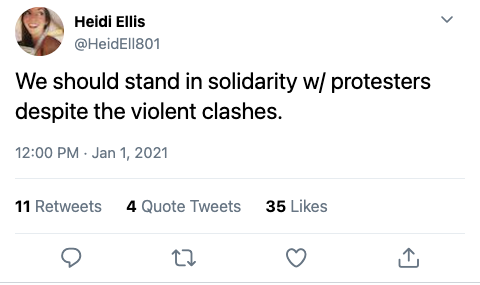 Heidi Ellis
@HeidEll801
We should stand in solidarity w/ protesters
despite the violent clashes.
12:00 PM · Jan 1, 2021
11 Retweets 4 Quote Tweets 35 Likes